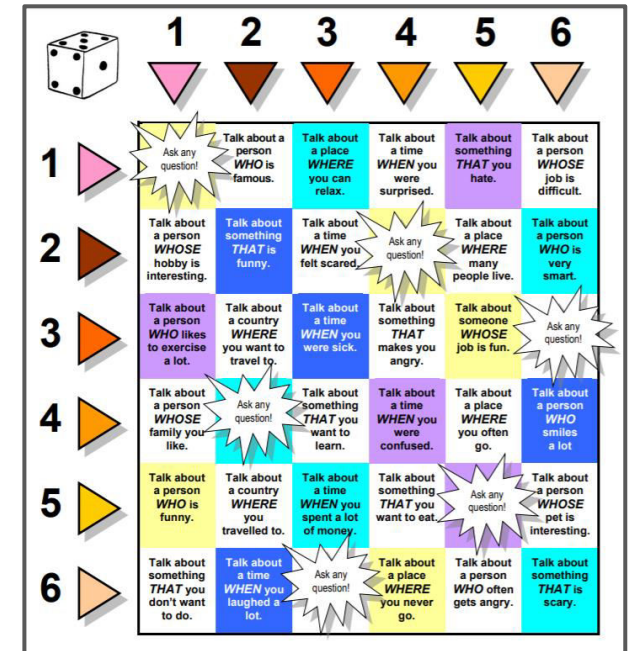 1 2 3 4 5 6
1
Ask any
question!
Talk about a
person
WHO is
famous.
Talk about
a place
WHERE
you can
relax.
Talk about
a time
WHEN you
were
surprised.
Talk about
something
THAT you
hate.
Talk about
a person
WHOSE
job is
difficult.
2
Talk about
a person
WHOSE
hobby is
interesting.
Talk about
something
THAT is
funny.
Talk about
a time
WHEN you
felt scared.
Ask any
question!
Talk about
a place
WHERE
many
people live.
Talk about
a person
WHO is
very
smart.
3
Talk about
a person
WHO likes
to exercise
a lot.
Talk about
a country
WHERE
you want to
travel to.
Talk about
a time
WHEN you
were sick.
Talk about
something
THAT
makes you
angry.
Talk about
someone
WHOSE
job is fun.
Ask any
question!
4
Talk about
a person
WHOSE
family you
like.
Ask any
question!
Talk about
something
THAT you
want to
learn.
Talk about
a time
WHEN you
were
confused.
Talk about
a place
WHERE
you often
go.
Talk about
a person
WHO
smiles
a lot
5
Talk about
a person
WHO is
funny.
Talk about
a country
WHERE
you
travelled to.
Talk about
a time
WHEN you
spent a lot
of money.
Talk about
something
THAT you
want to eat.
Ask any
question!
Talk about
a person
WHOSE
pet is
interesting.
6
Talk about
something
THAT you
don't want
to do.
Talk about
a time
WHEN you
laughed a
lot.
Ask any
question!
Talk about
a place
WHERE
you never
go.
Talk about
a person
WHO often
gets angry.
Talk about
something
THAT is
scary.